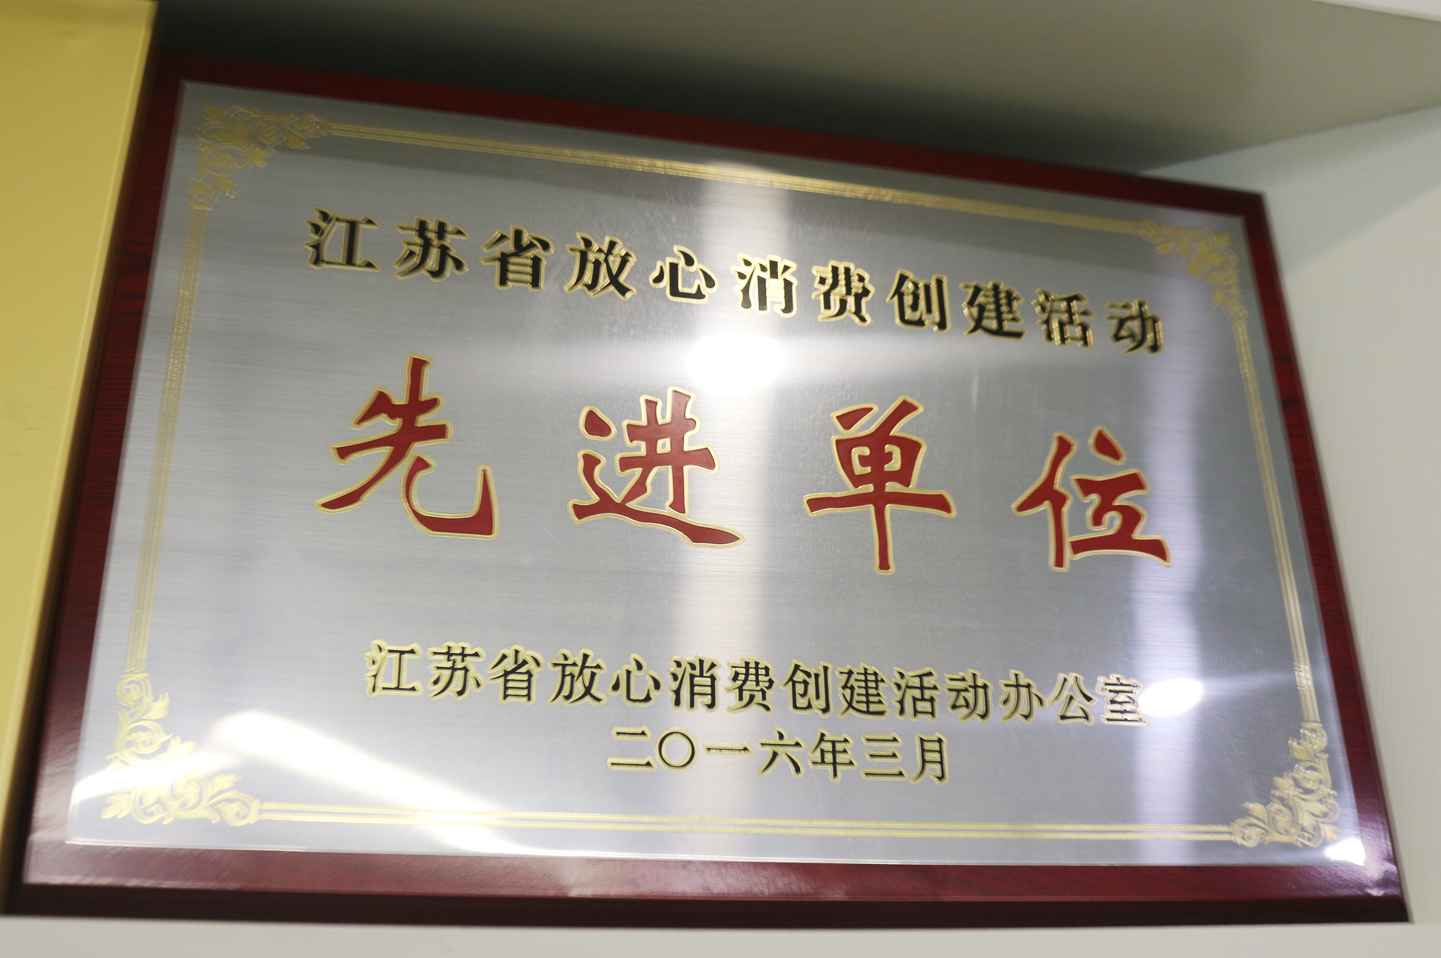 江苏省放心消费创建活动
先进单位
江苏省放心消费创建活动办公室
二〇一六年三月